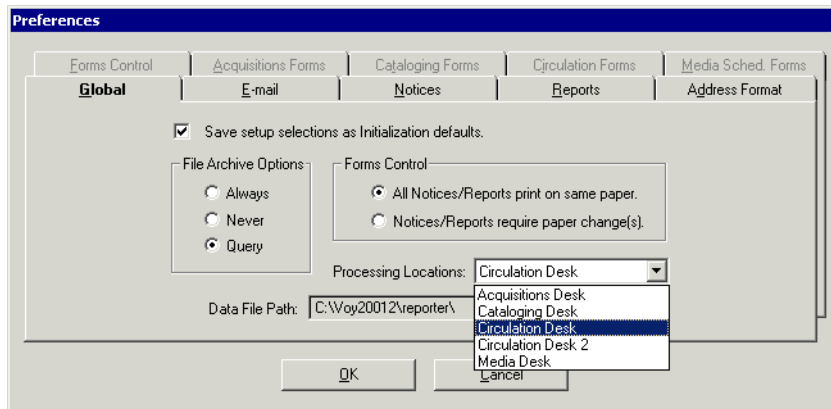 Preferences
Forms Control Acquisitions Forms Cataloging Forms Circulation Forms Media Sched. Forms
Global E-mail Notices Reports Address Format
Save setup selections as Initialization defaults.
File Archive Options Forms Control
Always All Notices/Reports print on same paper.
Never Notices/Reports require paper change(s).
Query
Processing Locations: Circulation Desk
Acquisitions Desk
Data File Path: C:\Voy20012\reporter\ Cataloging Desk
Circulation Desk
Circulation Desk 2
Media Desk
OK Cancel